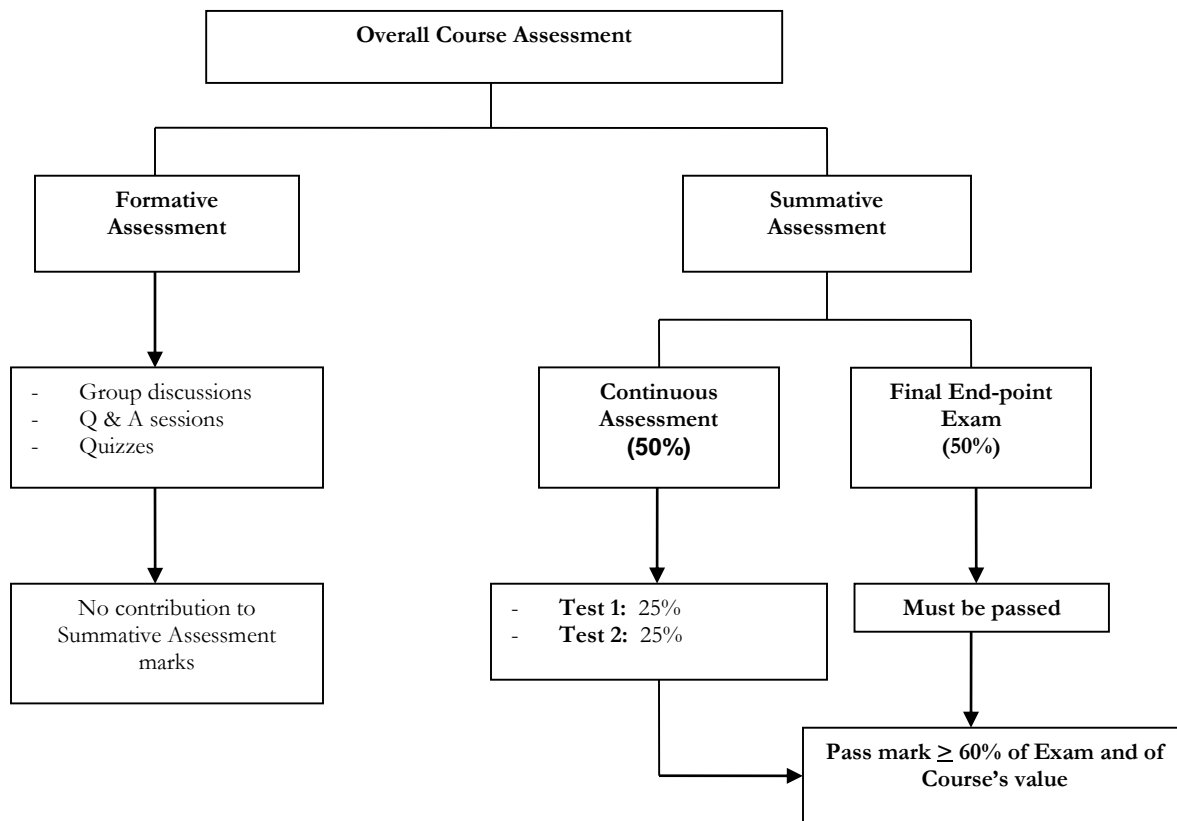 Overall Course Assessment
Formative
Assessment
Summative
Assessment
- Group discussions
- Q & A sessions
- Quizzes
Continuous
Assessment
(50%)
Final End-point
Exam
(50%)
No contribution to
Summative Assessment
marks
- Test 1: 25%
- Test 2: 25%
Must be passed
Pass mark ≥ 60% of Exam and of
Course’s value